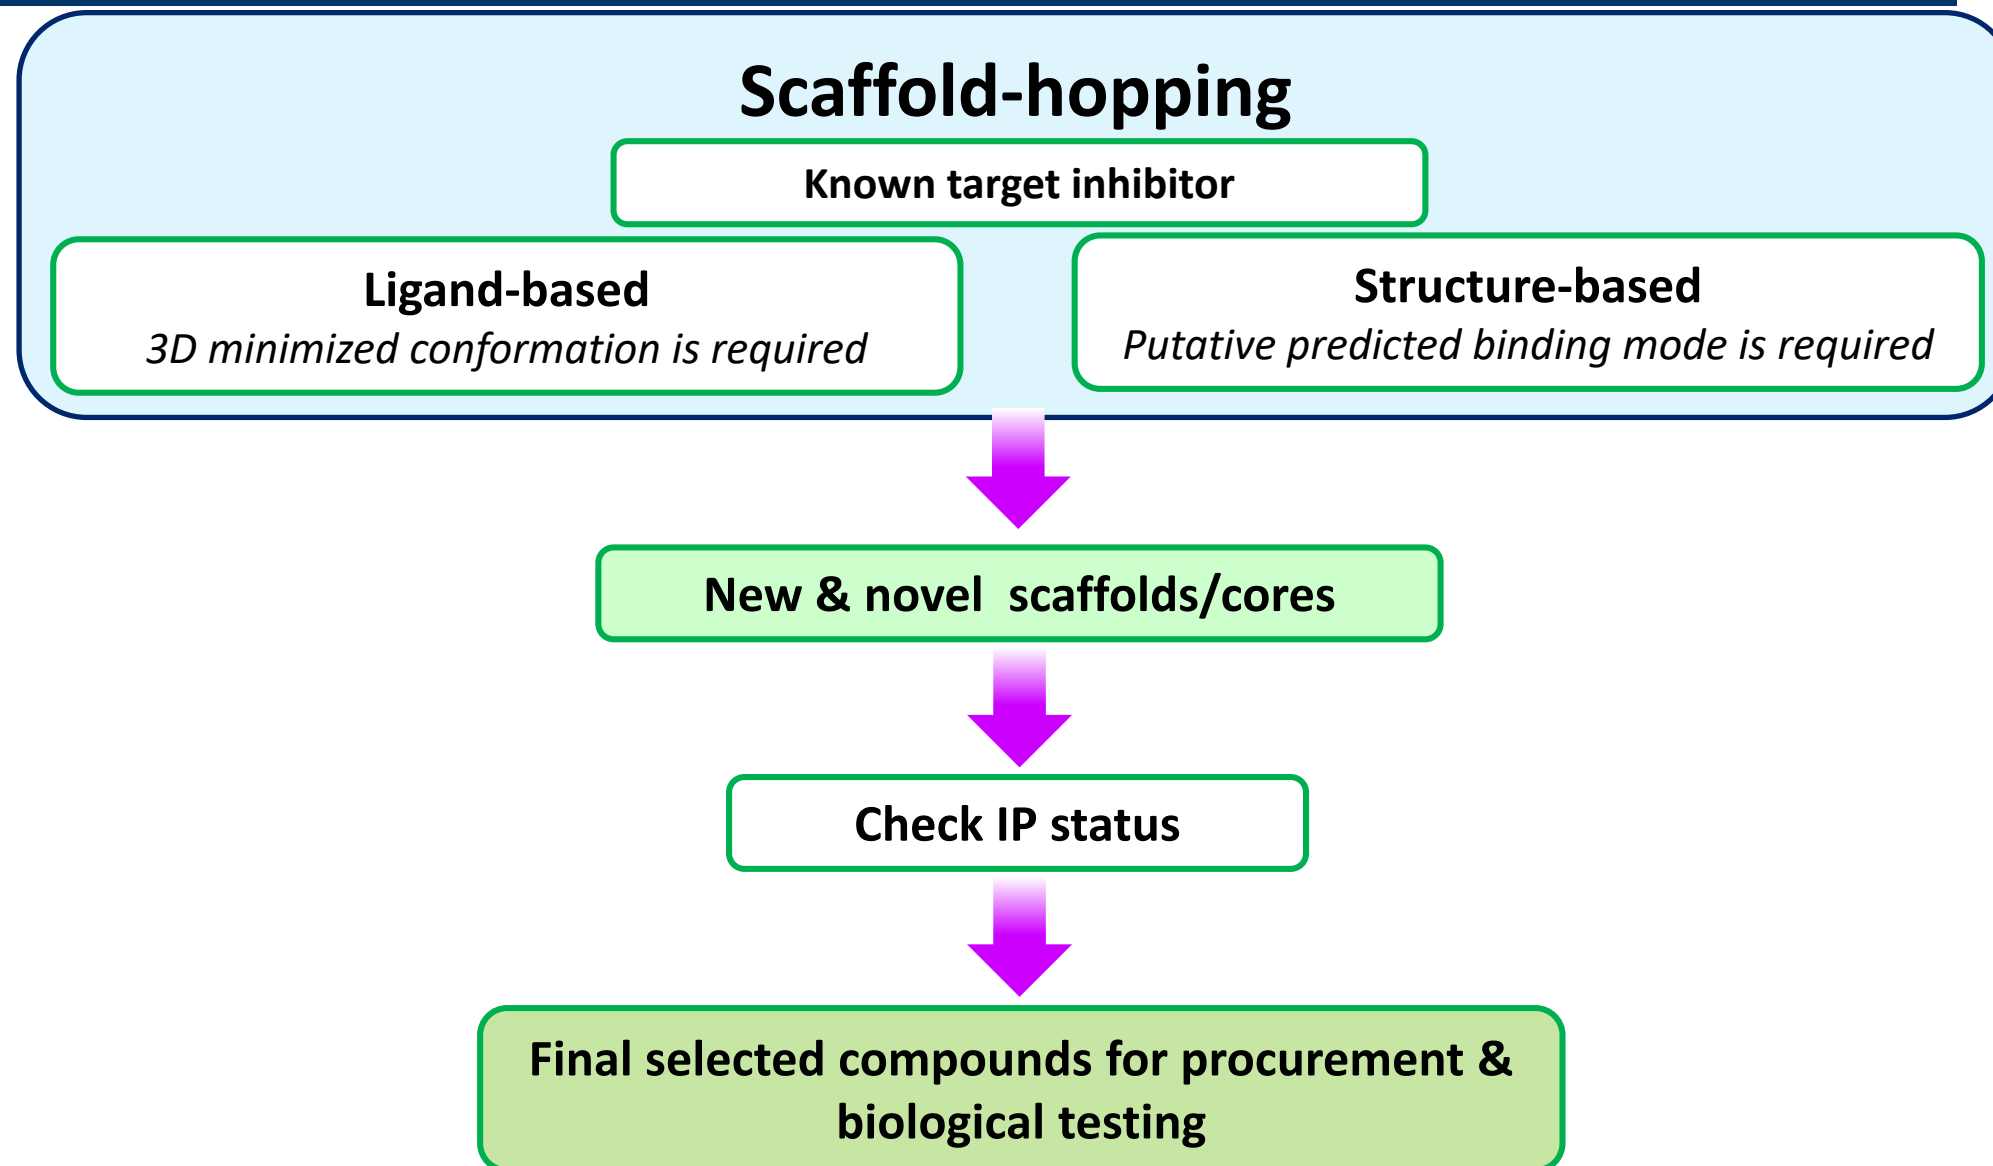 Scaffold-hopping
Known target inhibitor
Ligand-based
3D minimized conformation is required
Structure-based
Putative predicted binding mode is required
New & novel  scaffolds/cores
Check IP status
Final selected compounds for procurement &
biological testing